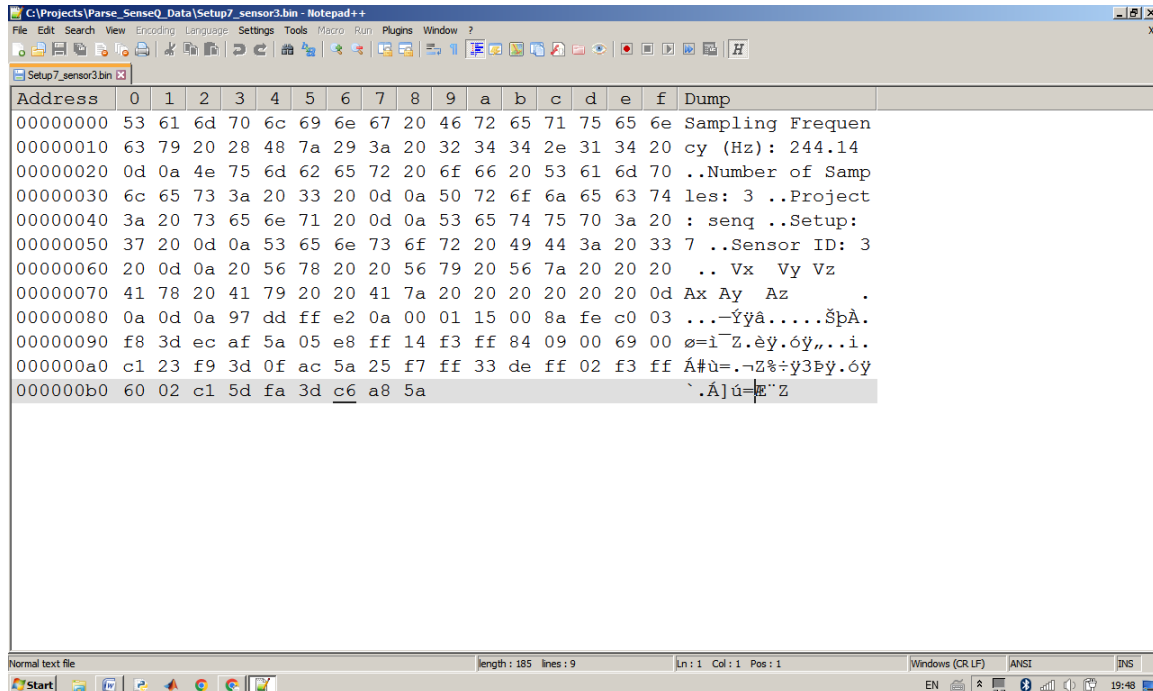 C:\Projects\Parse_SenseQ_Data\Setup7_sensor3.bin - Notepad++
File Edit Search View Encoding Language Settings Tools Macro Run Plugins Window ? X
Setup7_sensor3.bin
Address 0 1 2 3 4 5 6 7 8 9 a b c d e f Dump
00000000 53 61 6d 70 6c 69 6e 67 20 46 72 65 71 75 65 6e Sampling Frequen
00000010 63 79 20 28 48 7a 29 3a 20 32 34 34 2e 31 34 20 cy (Hz): 244.14
00000020 0d 0a 4e 75 6d 62 65 72 20 6f 66 20 53 61 6d 70 ..Number of Samp
00000030 6c 65 73 3a 20 33 20 0d 0a 50 72 6f 6a 65 63 74 les: 3 ..Project
00000040 3a 20 73 65 6e 71 20 0d 0a 53 65 74 75 70 3a 20 : senq ..Setup:
00000050 37 20 0d 0a 53 65 6e 73 6f 72 20 49 44 3a 20 33 7 ..Sensor ID: 3
00000060 20 0d 0a 20 56 78 20 20 56 79 20 56 7a 20 20 20 .. Vx  Vy Vz
00000070 41 78 20 41 79 20 20 41 7a 20 20 20 20 20 20 0d Ax Ay  Az      .
00000080 0a 0d 0a 97 dd ff e2 0a 00 01 15 00 8a fe c0 03 ...—Ýÿâ.....ŠþÀ.
00000090 f8 3d ec af 5a 05 e8 ff 14 f3 ff 84 09 00 69 00 ø=ì¯Z.èÿ.óÿ„..i.
000000a0 c1 23 f9 3d 0f ac 5a 25 f7 ff 33 de ff 02 f3 ff Á#ù=.¬Z%÷ÿ3Þÿ.óÿ
000000b0 60 02 c1 5d fa 3d c6 a8 5a `.Á]ú=Æ¨Z
Normal text file length : 185 lines : 9 Ln : 1 Col : 1 Pos : 1 Windows (CR LF) ANSI INS
Start EN 19:48